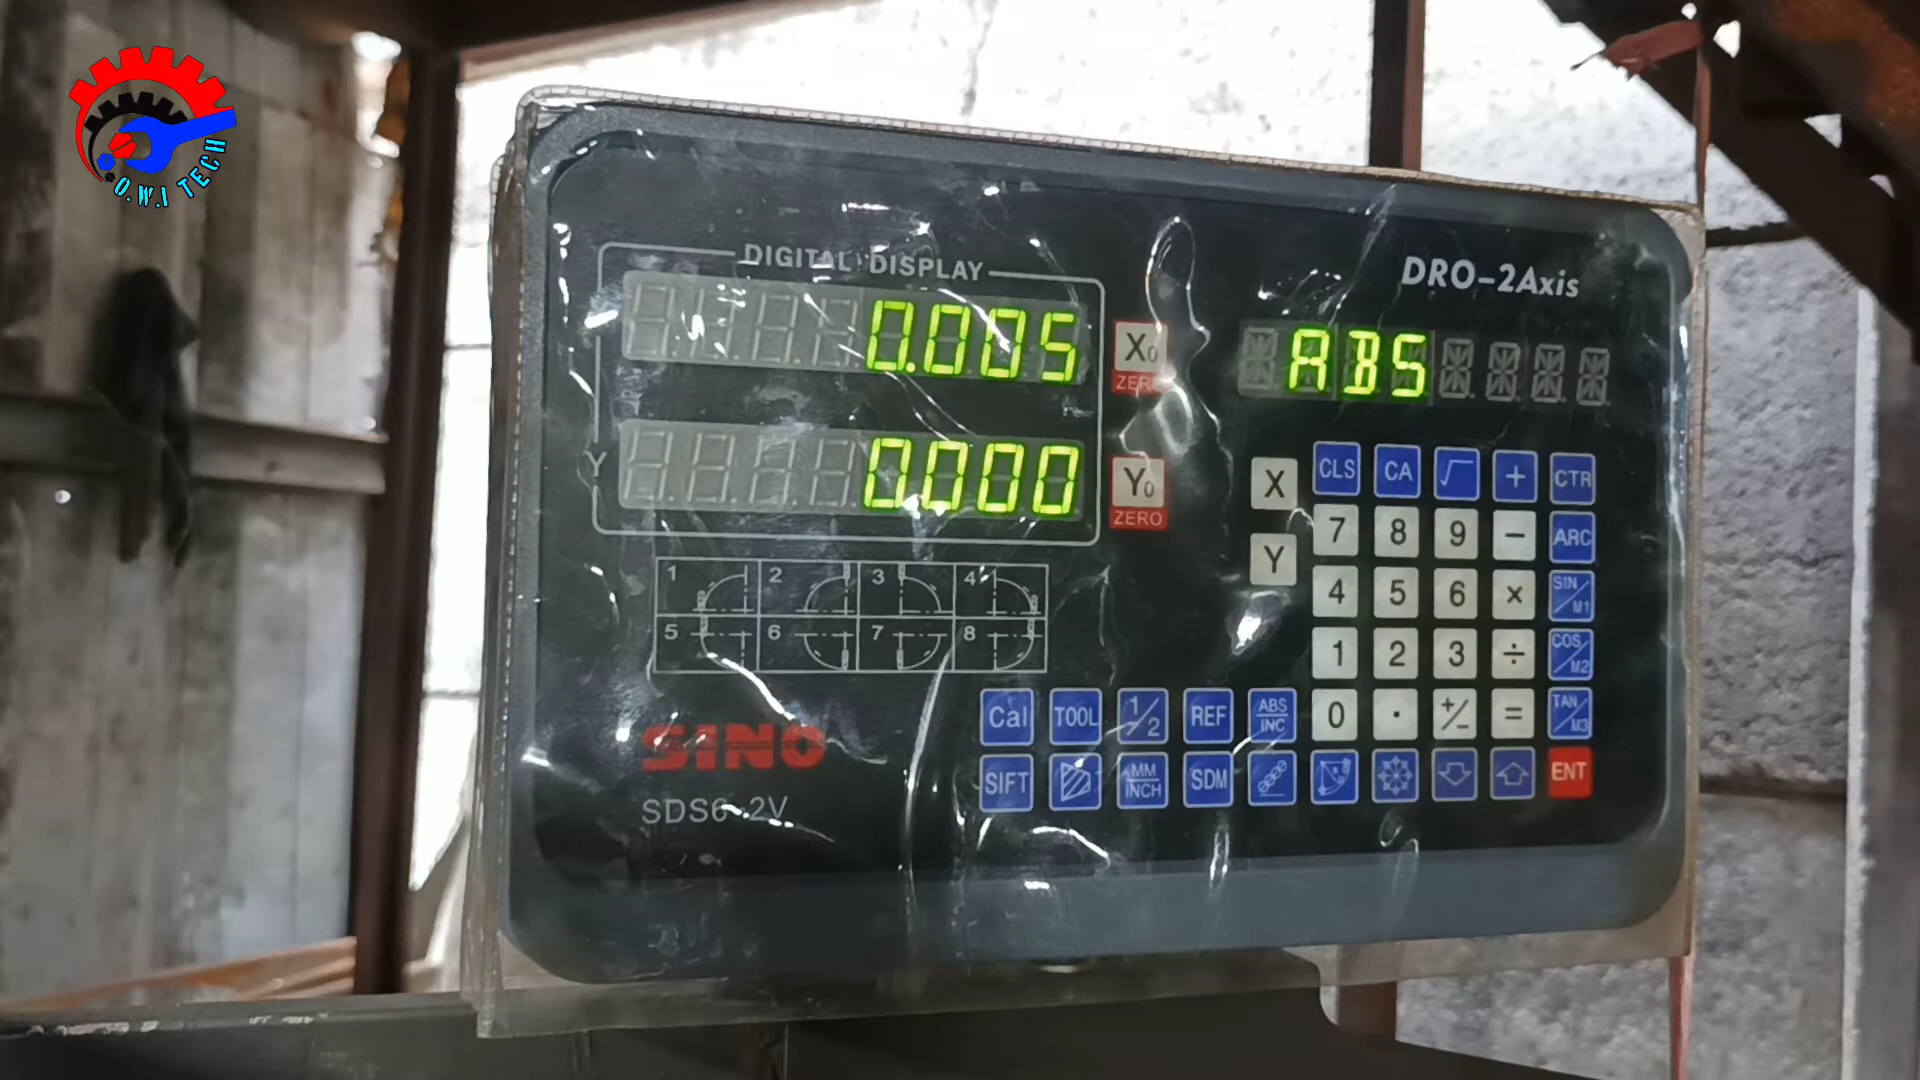 O.W.I TECH
DIGITAL DISPLAY
DRO-2Axis
0.005
X0
ZERO
ABS
Y
0.000
Y0
ZERO
X
CLS CA √ + CTR
7 8 9 − ARC
Y
4 5 6 × SIN/M1
1 2 3 ÷ COS/M2
0 . +/− = TAN/M3
1 2 3 4
5 6 7 8
Cal TOOL 1/2 REF ABS/INC
SIFT MM/INCH SDM ENT
SINO
SDS6-2V